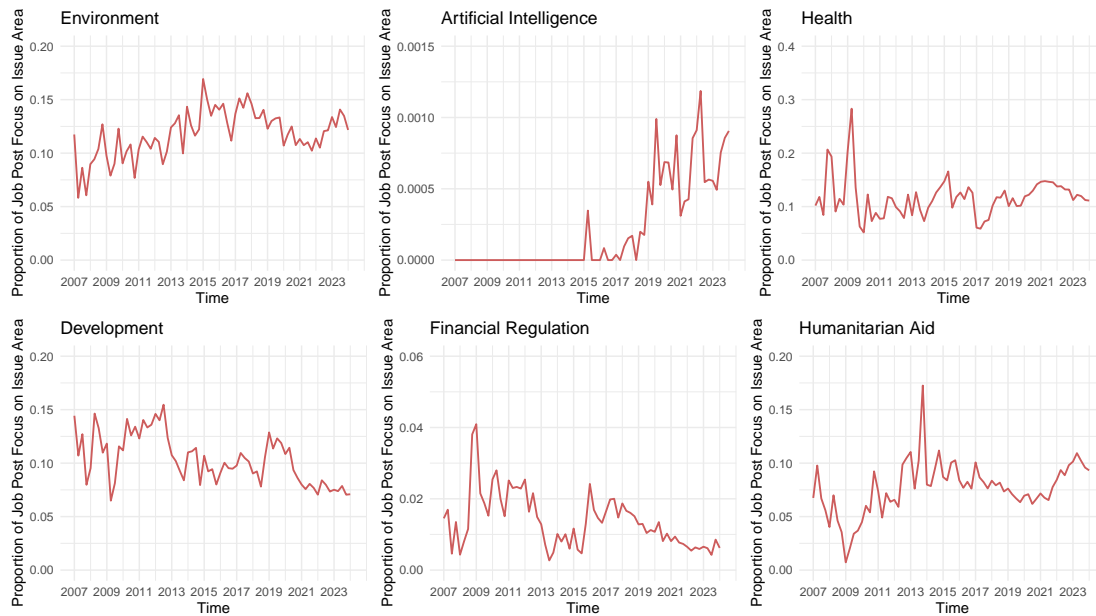 Environment
Proportion of Job Post Focus on Issue Area
0.20
0.15
0.10
0.05
0.00
2007 2009 2011 2013 2015 2017 2019 2021 2023
Time
Artificial Intelligence
Proportion of Job Post Focus on Issue Area
0.0015
0.0010
0.0005
0.0000
2007 2009 2011 2013 2015 2017 2019 2021 2023
Time
Health
Proportion of Job Post Focus on Issue Area
0.4
0.3
0.2
0.1
0.0
2007 2009 2011 2013 2015 2017 2019 2021 2023
Time
Development
Proportion of Job Post Focus on Issue Area
0.20
0.15
0.10
0.05
0.00
2007 2009 2011 2013 2015 2017 2019 2021 2023
Time
Financial Regulation
Proportion of Job Post Focus on Issue Area
0.06
0.04
0.02
0.00
2007 2009 2011 2013 2015 2017 2019 2021 2023
Time
Humanitarian Aid
Proportion of Job Post Focus on Issue Area
0.20
0.15
0.10
0.05
0.00
2007 2009 2011 2013 2015 2017 2019 2021 2023
Time